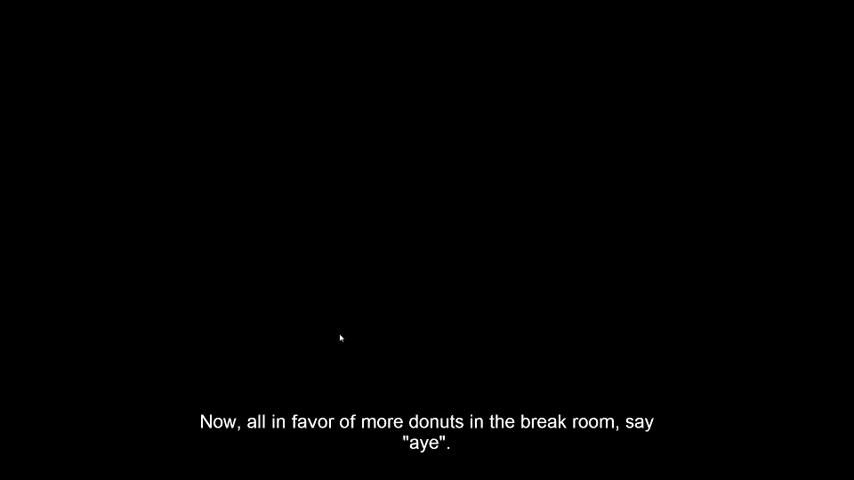 Now, all in favor of more donuts in the break room, say
"aye".